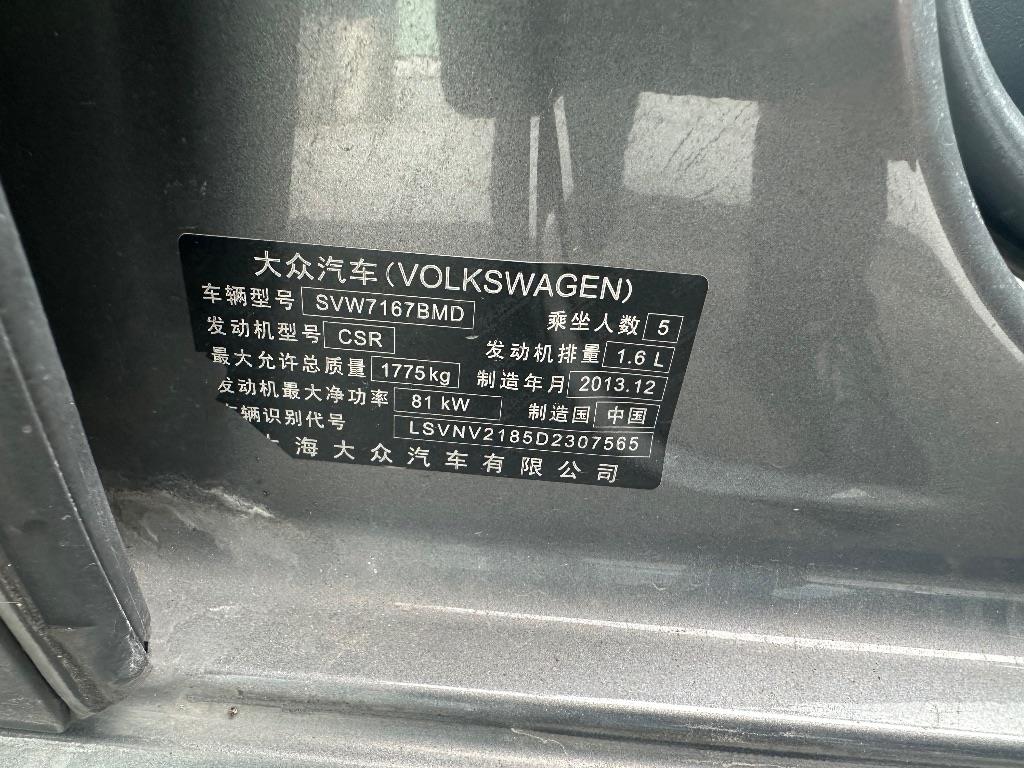 大众汽车(VOLKSWAGEN)
车辆型号 SVW7167BMD 乘坐人数 5
发动机型号 CSR 发动机排量 1.6 L
最大允许总质量 1775kg 制造年月 2013.12
发动机最大净功率 81 kW 制造国 中国
车辆识别代号 LSVNV2185D2307565
上海大众汽车有限公司